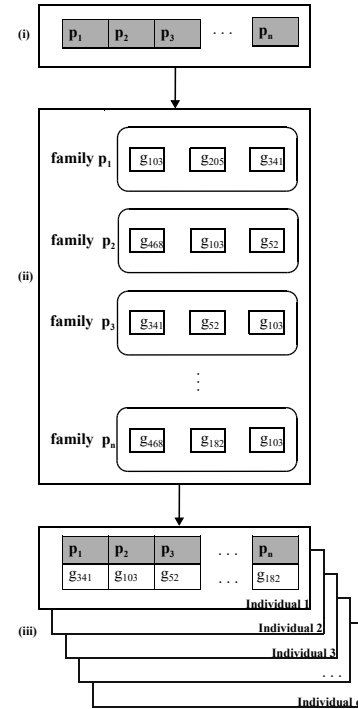 (i) p1 p2 p3 . . . pn
family p1 g103 g205 g341
family p2 g468 g103 g52
(ii)
family p3 g341 g52 g103
. . .
family pn g468 g182 g103
p1 p2 p3 . . . pn
g341 g103 g52 . . . g182
Individual 1
(iii) Individual 2
Individual 3
. . .
Individual